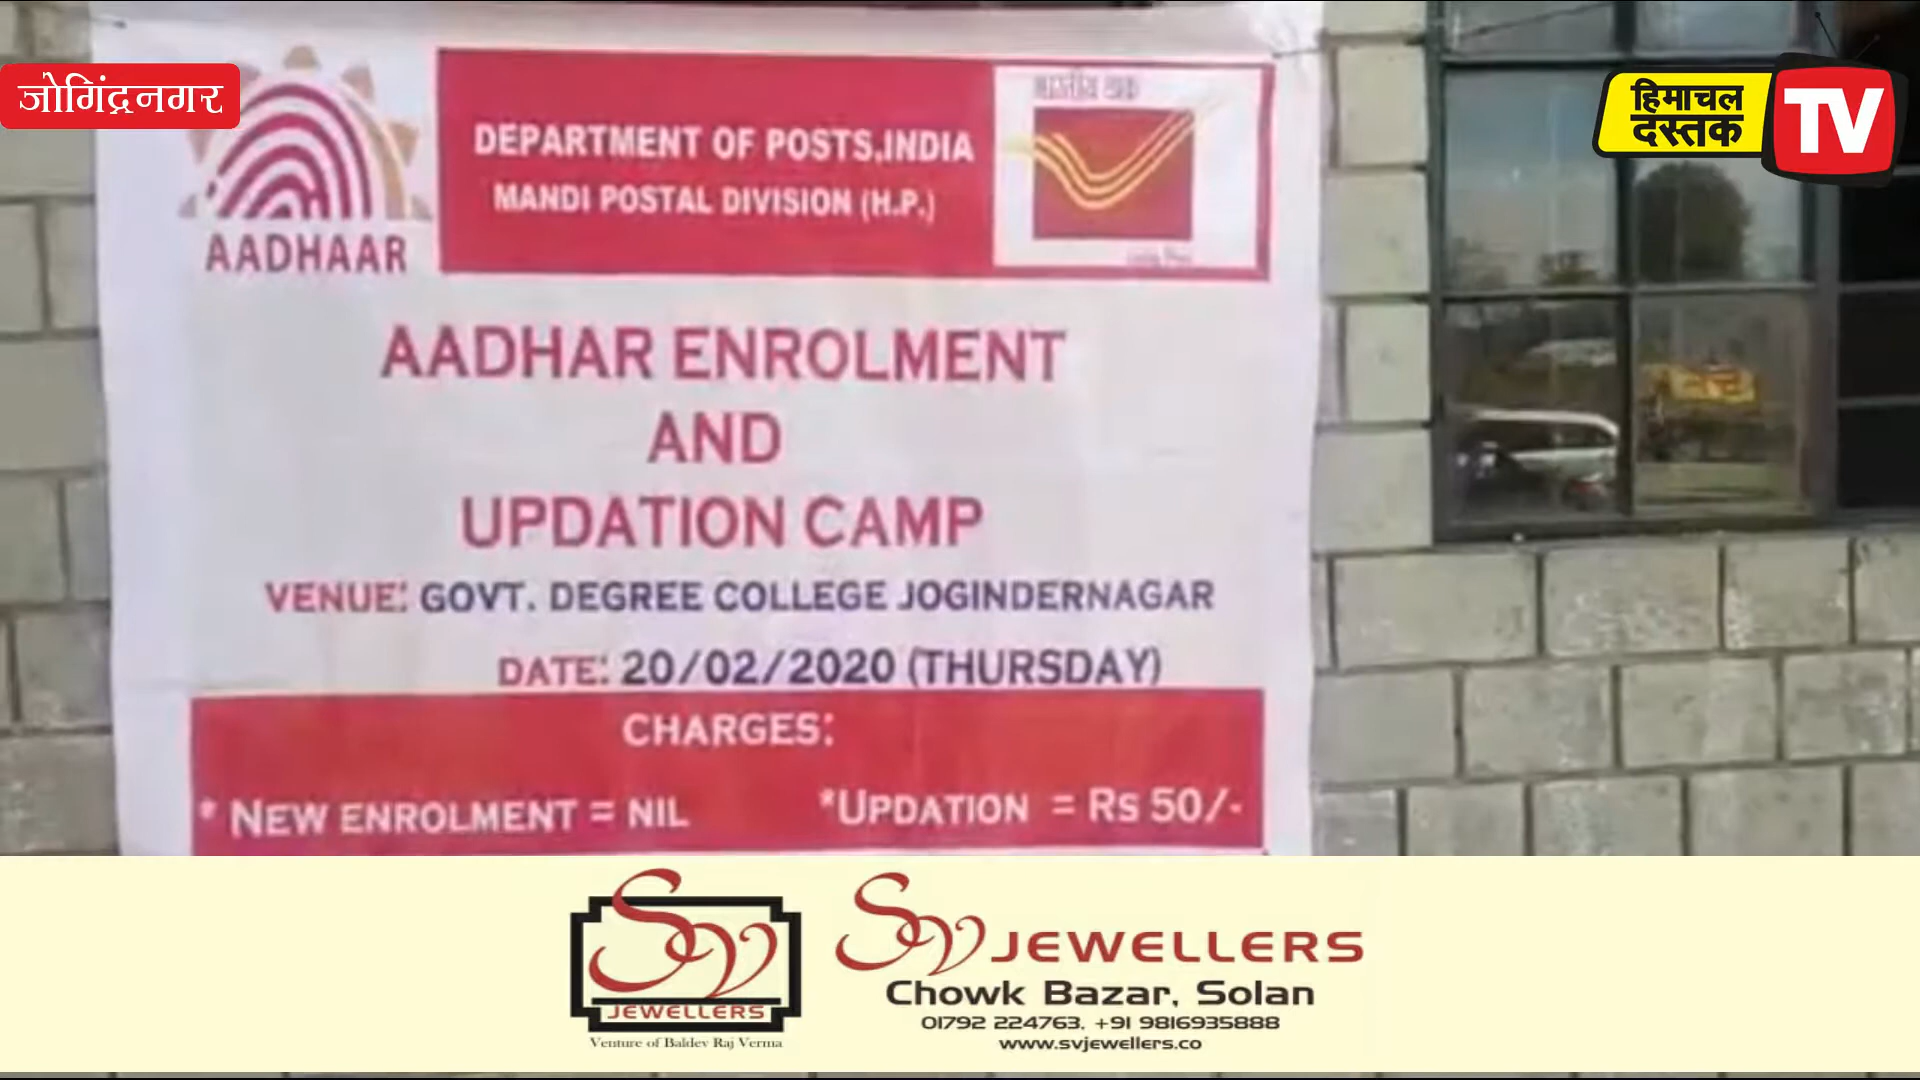 जोगिंद्रनगर
हिमाचल
दस्तक
TV
AADHAAR
DEPARTMENT OF POSTS,INDIA
MANDI POSTAL DIVISION (H.P.)
AADHAR ENROLMENT
AND
UPDATION CAMP
VENUE: GOVT. DEGREE COLLEGE JOGINDERNAGAR
DATE: 20/02/2020 (THURSDAY)
CHARGES:
* NEW ENROLMENT = NIL *UPDATION = RS 50/-
SV
JEWELLERS
Venture of Baldev Raj Verma
SV JEWELLERS
Chowk Bazar, Solan
01792 224763, +91 9816935888
www.svjewellers.co